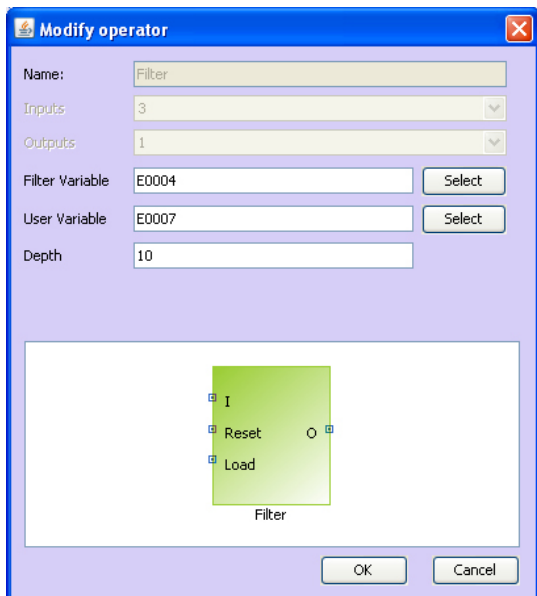 Modify operator
Name: Filter
Inputs 3
Outputs 1
Filter Variable E0004 Select
User Variable E0007 Select
Depth 10
I
Reset O
Load
Filter
OK Cancel